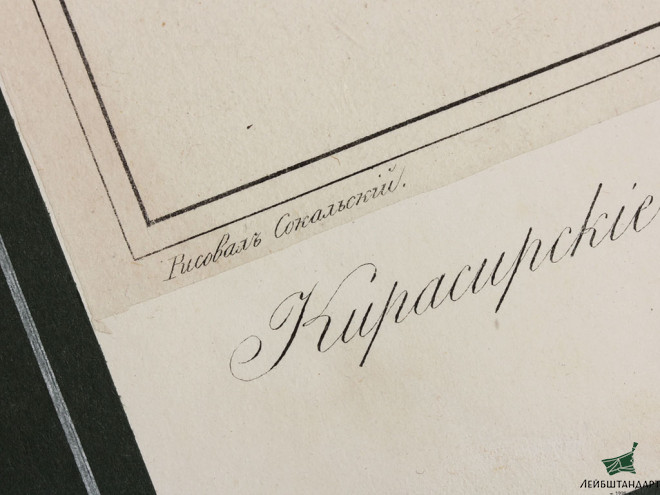 Рисовалъ Сокальскій.
Кирасирскіе
ЛЕЙБШТАНДАРТ